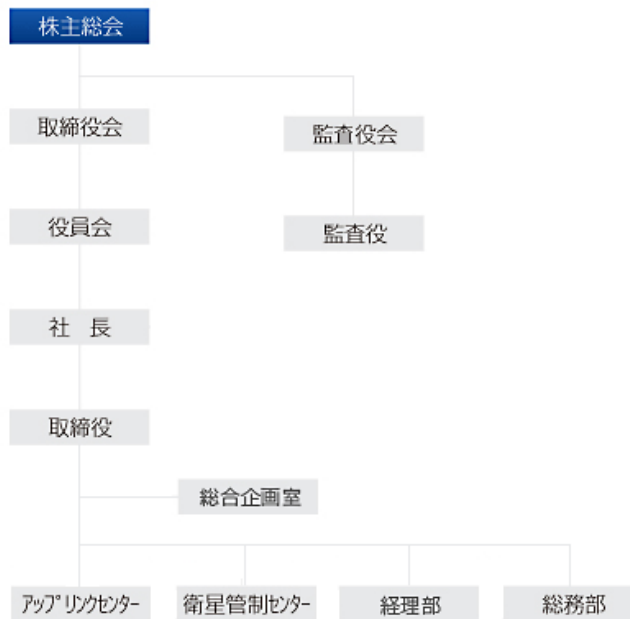 株主総会
取締役会
監査役会
役員会
監査役
社　長
取締役
総合企画室
アップリンクセンター
衛星管制センター
経理部
総務部